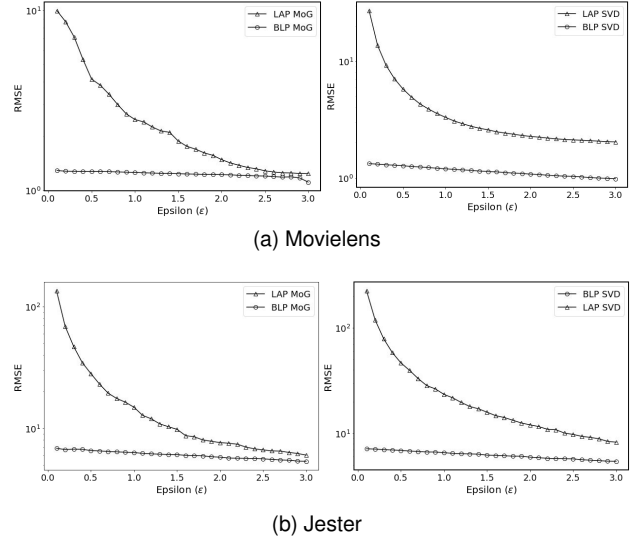 LAP MoG
BLP MoG
10¹
10⁰
RMSE
0.0 0.5 1.0 1.5 2.0 2.5 3.0
Epsilon (ε)
LAP SVD
BLP SVD
10¹
10⁰
RMSE
0.0 0.5 1.0 1.5 2.0 2.5 3.0
Epsilon (ε)
(a) Movielens
LAP MoG
BLP MoG
10²
10¹
RMSE
0.0 0.5 1.0 1.5 2.0 2.5 3.0
Epsilon (ε)
BLP SVD
LAP SVD
10²
10¹
RMSE
0.0 0.5 1.0 1.5 2.0 2.5 3.0
Epsilon (ε)
(b) Jester